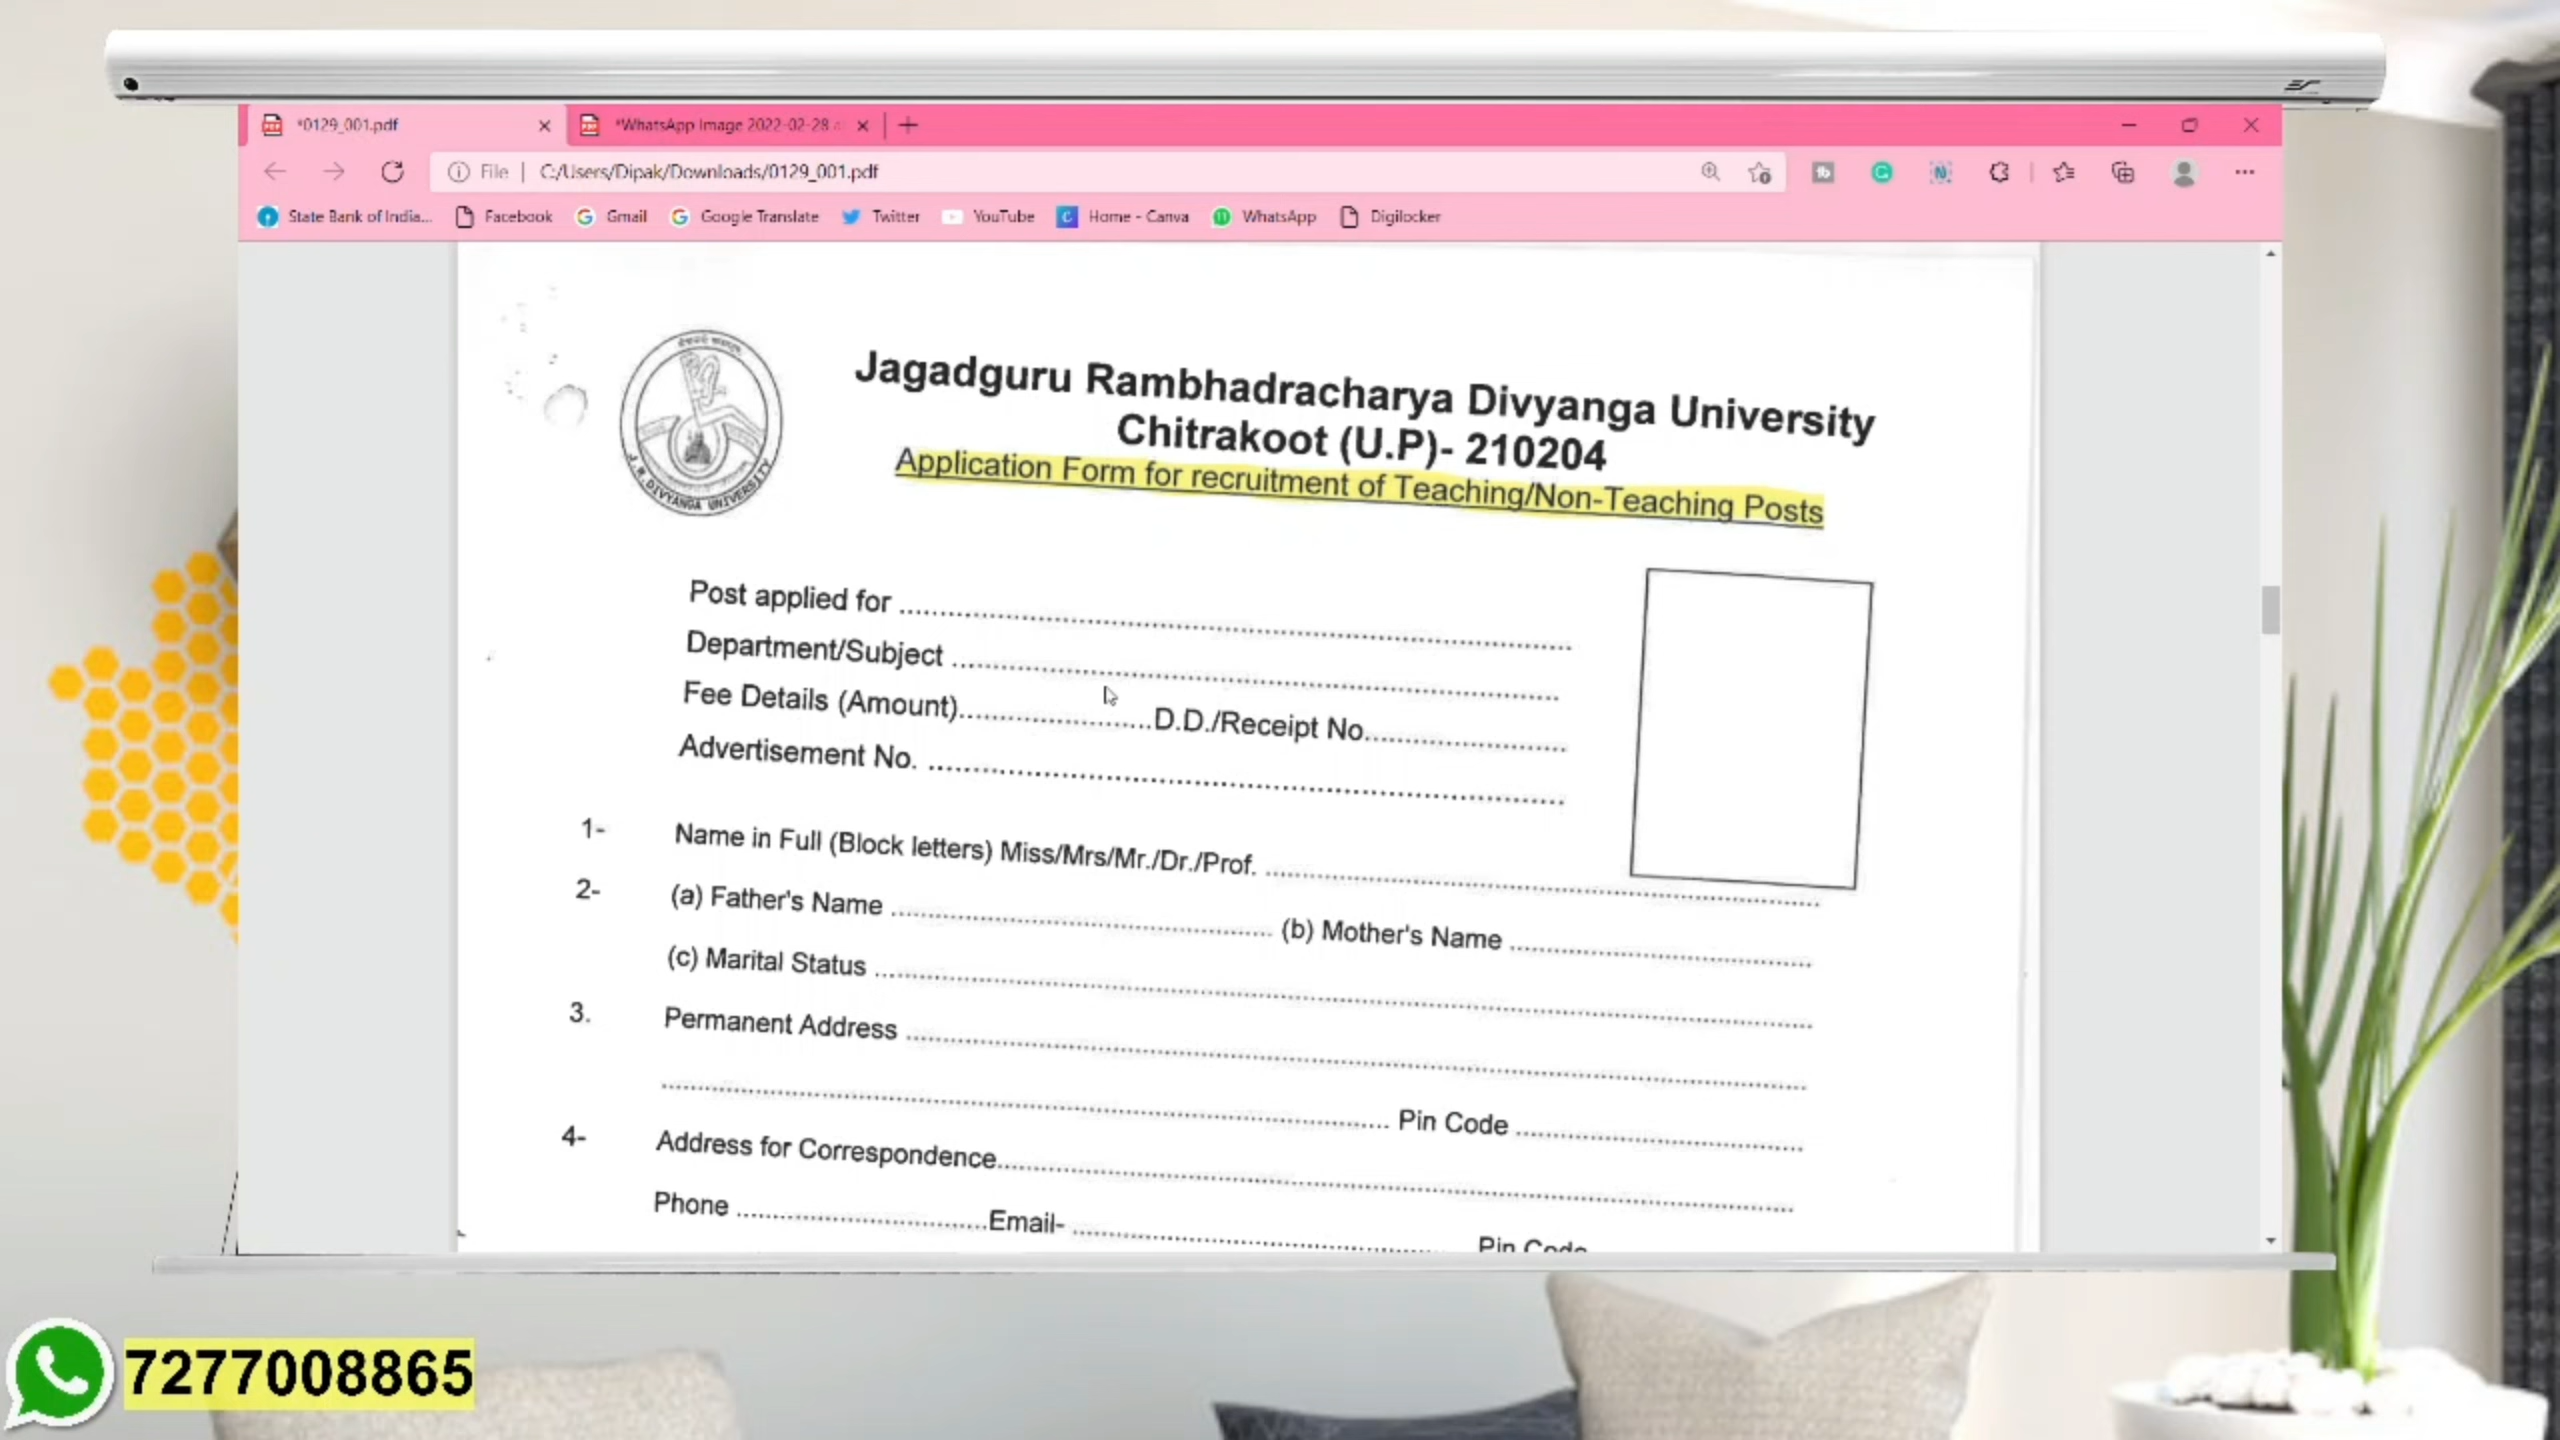 *0129_001.pdf
*WhatsApp Image 2022-02-28
File | C:/Users/Dipak/Downloads/0129_001.pdf
State Bank of India... Facebook Gmail Google Translate Twitter YouTube Home - Canva WhatsApp Digilocker
J.R. DIVYANGA UNIVERSITY
Jagadguru Rambhadracharya Divyanga University
Chitrakoot (U.P)- 210204
Application Form for recruitment of Teaching/Non-Teaching Posts
Post applied for
Department/Subject
Fee Details (Amount) D.D./Receipt No.
Advertisement No.
1- Name in Full (Block letters) Miss/Mrs/Mr./Dr./Prof.
2- (a) Father's Name (b) Mother's Name
(c) Marital Status
3. Permanent Address
Pin Code
4- Address for Correspondence
Phone Email- Pin Code
7277008865